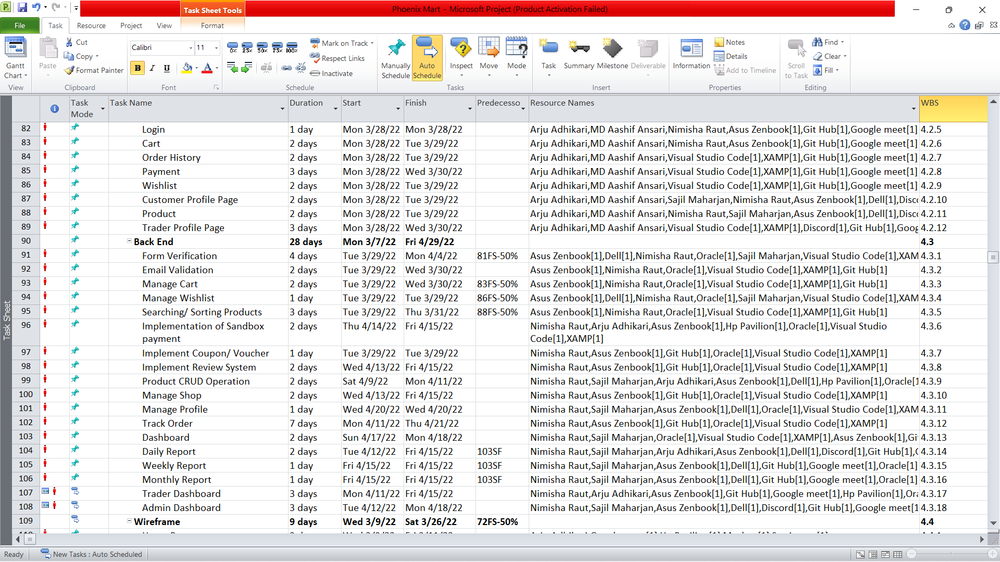 Task Sheet Tools
Phoenix Mart - Microsoft Project (Product Activation Failed)
File Task Resource Project View Format
Gantt Chart
View
Paste
Cut
Copy
Format Painter
Clipboard
Calibri 11
B I U A
Font
0% 25% 50% 75% 100%
Mark on Track
Respect Links
Inactivate
Schedule
Manually Schedule
Auto Schedule
Inspect
Move
Mode
Tasks
Task
Summary
Milestone
Deliverable
Insert
Information
Notes
Details
Add to Timeline
Properties
Scroll to Task
Find
Clear
Fill
Editing
Task Mode Task Name Duration Start Finish Predecesso Resource Names WBS
82 Login 1 day Mon 3/28/22 Mon 3/28/22 Arju Adhikari,MD Aashif Ansari,Nimisha Raut,Asus Zenbook[1],Git Hub[1],Google meet[1] 4.2.5
83 Cart 2 days Mon 3/28/22 Tue 3/29/22 Arju Adhikari,MD Aashif Ansari,Nimisha Raut,Asus Zenbook[1],Git Hub[1],Google meet[1] 4.2.6
84 Order History 2 days Mon 3/28/22 Tue 3/29/22 Arju Adhikari,MD Aashif Ansari,Visual Studio Code[1],XAMP[1],Git Hub[1],Google meet[1] 4.2.7
85 Payment 3 days Mon 3/28/22 Wed 3/30/22 Arju Adhikari,MD Aashif Ansari,Visual Studio Code[1],XAMP[1],Git Hub[1],Google meet[1] 4.2.8
86 Wishlist 2 days Mon 3/28/22 Tue 3/29/22 Arju Adhikari,MD Aashif Ansari,Visual Studio Code[1],XAMP[1],Git Hub[1],Google meet[1] 4.2.9
87 Customer Profile Page 2 days Mon 3/28/22 Tue 3/29/22 Arju Adhikari,MD Aashif Ansari,Sajil Maharjan,Nimisha Raut,Asus Zenbook[1],Dell[1],Disc 4.2.10
88 Product 2 days Mon 3/28/22 Tue 3/29/22 Arju Adhikari,MD Aashif Ansari,Nimisha Raut,Sajil Maharjan,Asus Zenbook[1],Dell[1],Disc 4.2.11
89 Trader Profile Page 3 days Mon 3/28/22 Wed 3/30/22 Arju Adhikari,MD Aashif Ansari,Visual Studio Code[1],XAMP[1],Discord[1],Git Hub[1],Goog 4.2.12
90 Back End 28 days Mon 3/7/22 Fri 4/29/22 4.3
91 Form Verification 4 days Tue 3/29/22 Mon 4/4/22 81FS-50% Asus Zenbook[1],Dell[1],Nimisha Raut,Oracle[1],Sajil Maharjan,Visual Studio Code[1],XAM 4.3.1
92 Email Validation 2 days Tue 3/29/22 Wed 3/30/22 Asus Zenbook[1],Nimisha Raut,Oracle[1],Visual Studio Code[1],XAMP[1],Git Hub[1] 4.3.2
93 Manage Cart 2 days Tue 3/29/22 Wed 3/30/22 83FS-50% Asus Zenbook[1],Nimisha Raut,Oracle[1],Visual Studio Code[1],XAMP[1],Git Hub[1] 4.3.3
94 Manage Wishlist 1 day Tue 3/29/22 Tue 3/29/22 86FS-50% Asus Zenbook[1],Dell[1],Nimisha Raut,Oracle[1],Sajil Maharjan,Visual Studio Code[1],XAM 4.3.4
95 Searching/ Sorting Products 3 days Tue 3/29/22 Thu 3/31/22 88FS-50% Asus Zenbook[1],Nimisha Raut,Oracle[1],Visual Studio Code[1],XAMP[1],Git Hub[1] 4.3.5
96 Implementation of Sandbox 2 days Thu 4/14/22 Fri 4/15/22 Nimisha Raut,Arju Adhikari,Asus Zenbook[1],Hp Pavilion[1],Oracle[1],Visual Studio 4.3.6
payment Code[1],XAMP[1]
97 Implement Coupon/ Voucher 1 day Tue 3/29/22 Tue 3/29/22 Nimisha Raut,Asus Zenbook[1],Git Hub[1],Oracle[1],Visual Studio Code[1],XAMP[1] 4.3.7
98 Implement Review System 2 days Wed 4/13/22 Fri 4/15/22 Nimisha Raut,Asus Zenbook[1],Git Hub[1],Oracle[1],Visual Studio Code[1],XAMP[1] 4.3.8
99 Product CRUD Operation 2 days Sat 4/9/22 Mon 4/11/22 Nimisha Raut,Sajil Maharjan,Arju Adhikari,Asus Zenbook[1],Dell[1],Hp Pavilion[1],Oracle[1 4.3.9
100 Manage Shop 2 days Wed 4/13/22 Fri 4/15/22 Nimisha Raut,Asus Zenbook[1],Git Hub[1],Oracle[1],Visual Studio Code[1],XAMP[1] 4.3.10
101 Manage Profile 1 day Wed 4/20/22 Wed 4/20/22 Nimisha Raut,Sajil Maharjan,Asus Zenbook[1],Dell[1],Oracle[1],Visual Studio Code[1],XAM 4.3.11
102 Track Order 7 days Mon 4/11/22 Thu 4/21/22 Nimisha Raut,Asus Zenbook[1],Git Hub[1],Oracle[1],Visual Studio Code[1],XAMP[1] 4.3.12
103 Dashboard 2 days Sun 4/17/22 Mon 4/18/22 Nimisha Raut,Sajil Maharjan,Oracle[1],Visual Studio Code[1],XAMP[1],Asus Zenbook[1],Gi 4.3.13
104 Daily Report 2 days Tue 4/12/22 Fri 4/15/22 103SF Nimisha Raut,Sajil Maharjan,Arju Adhikari,Asus Zenbook[1],Dell[1],Discord[1],Git Hub[1], 4.3.14
105 Weekly Report 1 day Fri 4/15/22 Fri 4/15/22 103SF Nimisha Raut,Sajil Maharjan,Asus Zenbook[1],Dell[1],Git Hub[1],Google meet[1],Oracle[1] 4.3.15
106 Monthly Report 1 day Fri 4/15/22 Fri 4/15/22 103SF Nimisha Raut,Sajil Maharjan,Asus Zenbook[1],Dell[1],Git Hub[1],Google meet[1],Oracle[1] 4.3.16
107 Trader Dashboard 3 days Mon 4/11/22 Fri 4/15/22 Nimisha Raut,Arju Adhikari,Asus Zenbook[1],Git Hub[1],Google meet[1],Hp Pavilion[1],Ora 4.3.17
108 Admin Dashboard 3 days Tue 4/12/22 Mon 4/18/22 Nimisha Raut,Sajil Maharjan,Asus Zenbook[1],Dell[1],Discord[1],Git Hub[1],Google meet[1 4.3.18
109 Wireframe 9 days Wed 3/9/22 Sat 3/26/22 72FS-50% 4.4
Task Sheet
Ready New Tasks : Auto Scheduled